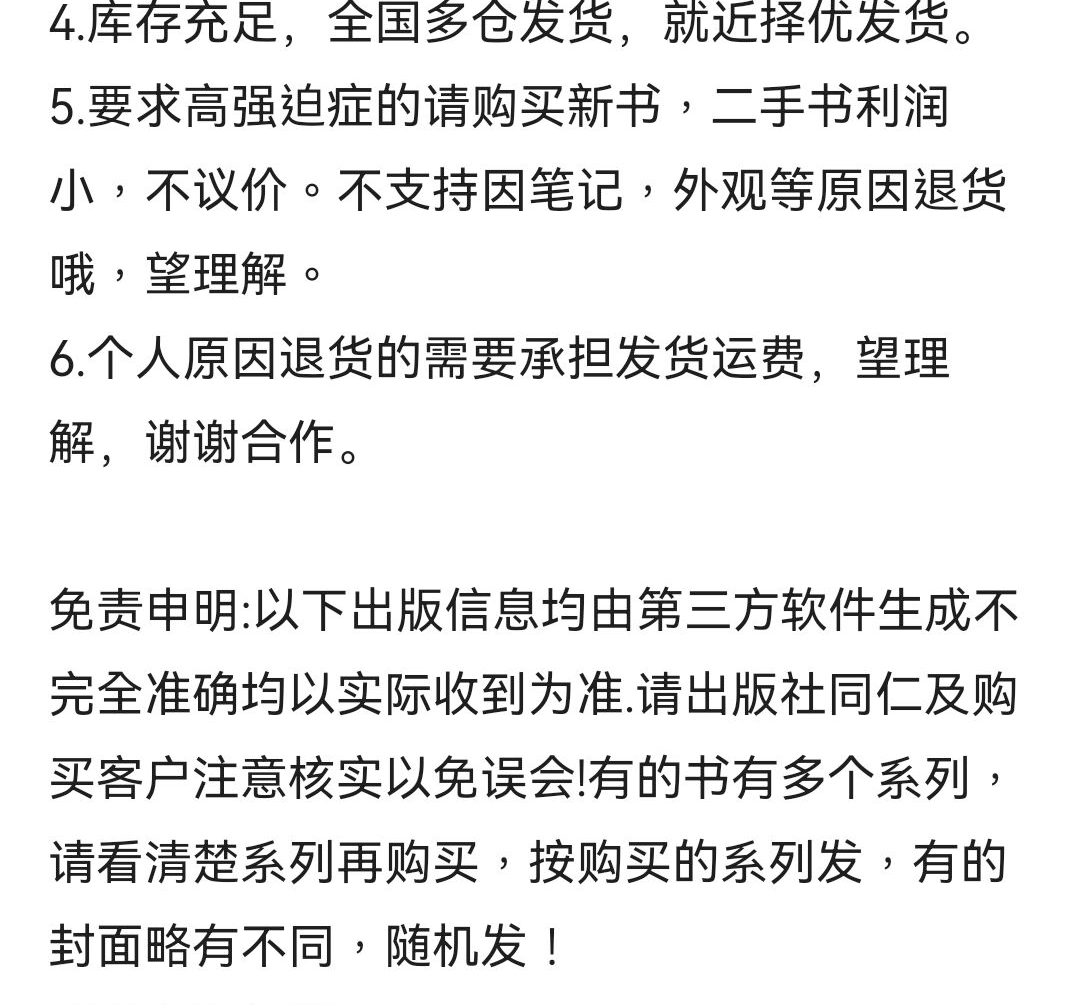 4.库存充足，全国多仓发货，就近择优发货。
5.要求高强迫症的请购买新书，二手书利润
小，不议价。不支持因笔记，外观等原因退货
哦，望理解。
6.个人原因退货的需要承担发货运费，望理
解，谢谢合作。
免责申明:以下出版信息均由第三方软件生成不
完全准确均以实际收到为准.请出版社同仁及购
买客户注意核实以免误会!有的书有多个系列，
请看清楚系列再购买，按购买的系列发，有的
封面略有不同，随机发！